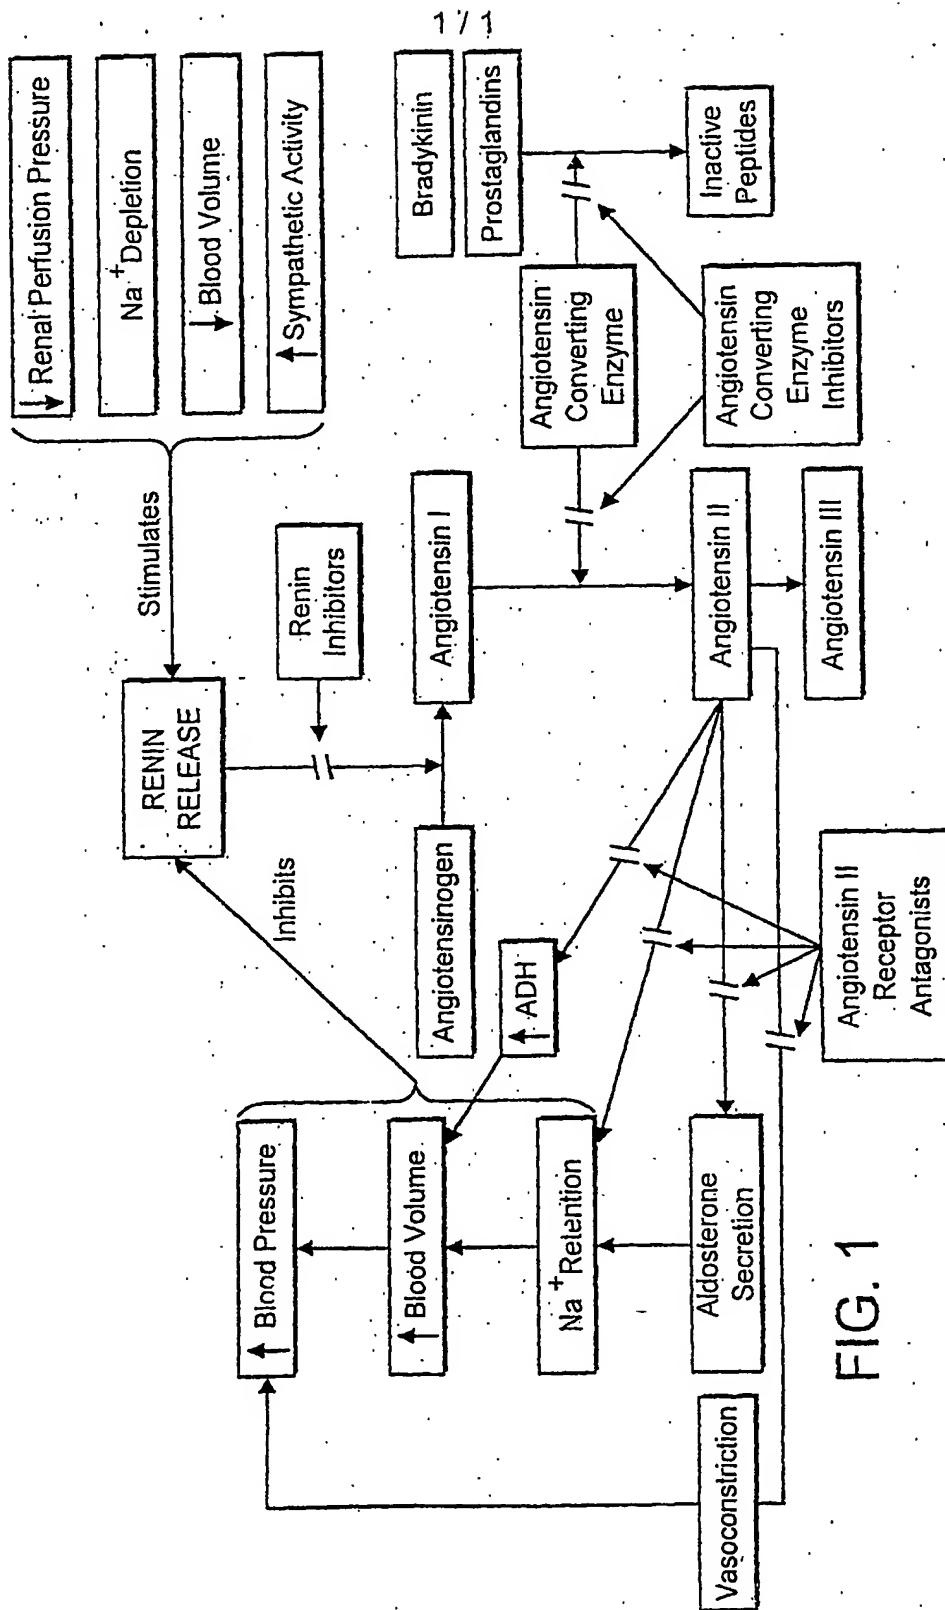 1/1
↓ Renal Perfusion Pressure
Na+ Depletion
↓ Blood Volume
↑ Sympathetic Activity
Stimulates
RENIN
RELEASE
Inhibits
Renin
Inhibitors
Angiotensinogen
Angiotensin I
Bradykinin
Prostaglandins
Angiotensin
Converting
Enzyme
Inactive
Peptides
Angiotensin
Converting
Enzyme
Inhibitors
Angiotensin II
Angiotensin III
↑ ADH
↑ Blood Pressure
↑ Blood Volume
Na+ Retention
Aldosterone
Secretion
Vasoconstriction
Angiotensin II
Receptor
Antagonists
FIG. 1